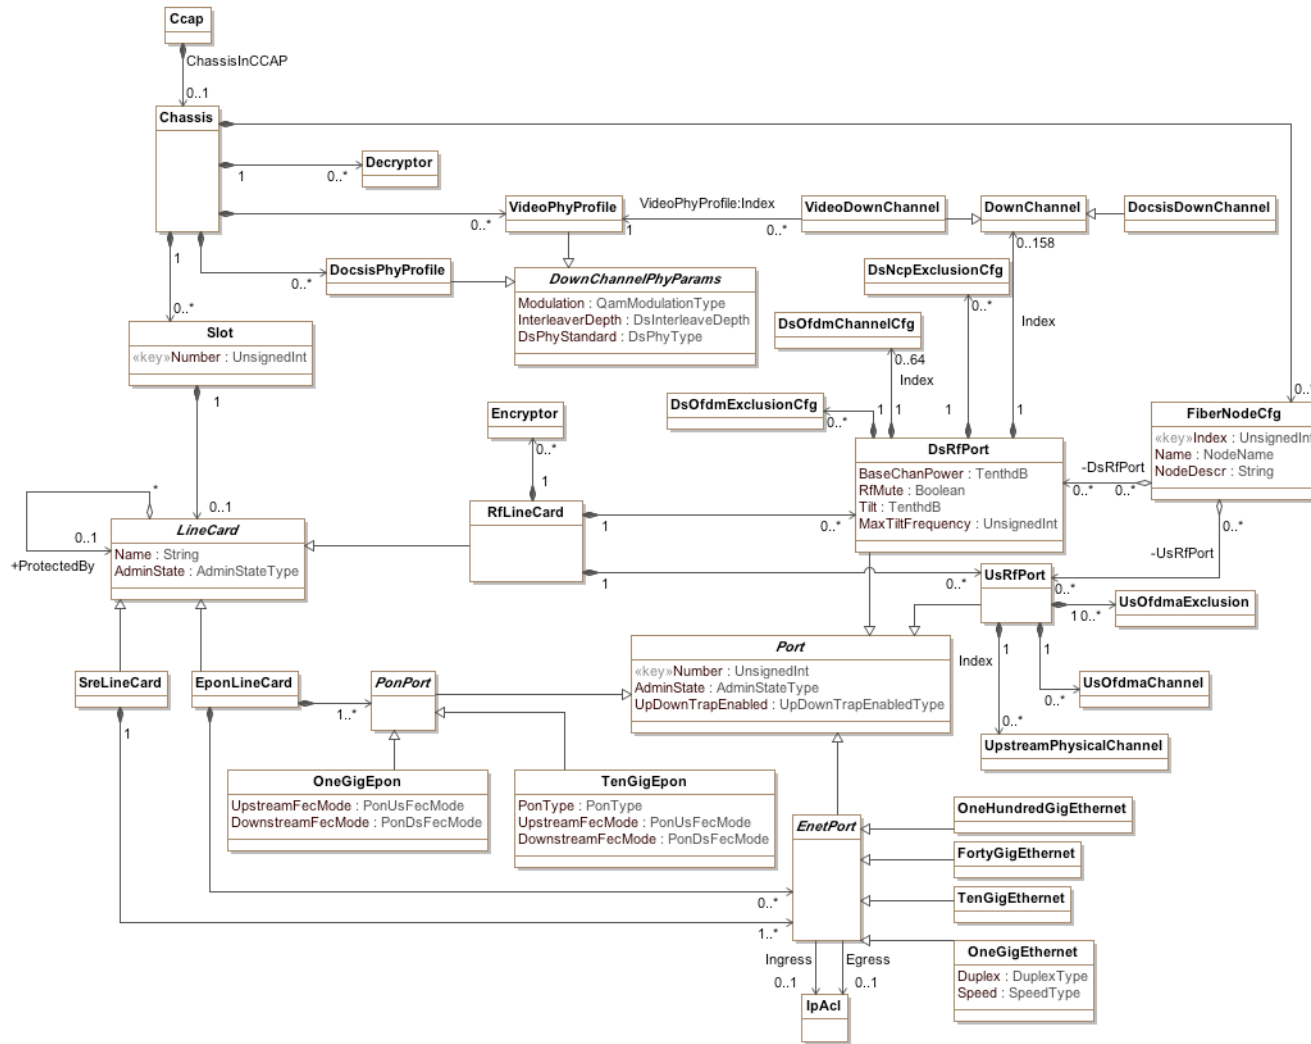 Ccap
ChassisInCCAP
0..1
Chassis
1
0..*
Decryptor
0..*
VideoPhyProfile
VideoPhyProfile:Index
1
0..*
VideoDownChannel
DownChannel
DocsisDownChannel
0..158
1
0..*
DocsisPhyProfile
0..*
DownChannelPhyParams
Modulation : QamModulationType
InterleaverDepth : DsInterleaveDepth
DsPhyStandard : DsPhyType
DsNcpExclusionCfg
0..*
DsOfdmChannelCfg
0..64
Index
Index
Slot
«key»Number : UnsignedInt
1
0..1
Encryptor
0..*
1
DsOfdmExclusionCfg
0..*
1
1
1
1
0..*
FiberNodeCfg
«key»Index : UnsignedInt
Name : NodeName
NodeDescr : String
DsRfPort
BaseChanPower : TenthdB
RfMute : Boolean
Tilt : TenthdB
MaxTiltFrequency : UnsignedInt
-DsRfPort
0..*
0..*
0..*
-UsRfPort
0..*
*
0..1
+ProtectedBy
LineCard
Name : String
AdminState : AdminStateType
RfLineCard
1
0..*
1
0..*
UsRfPort
1
0..*
UsOfdmaExclusion
Index
1
1
0..*
UsOfdmaChannel
0..*
UpstreamPhysicalChannel
Port
«key»Number : UnsignedInt
AdminState : AdminStateType
UpDownTrapEnabled : UpDownTrapEnabledType
SreLineCard
1
EponLineCard
1..*
PonPort
OneGigEpon
UpstreamFecMode : PonUsFecMode
DownstreamFecMode : PonDsFecMode
TenGigEpon
PonType : PonType
UpstreamFecMode : PonUsFecMode
DownstreamFecMode : PonDsFecMode
EnetPort
0..*
1..*
OneHundredGigEthernet
FortyGigEthernet
TenGigEthernet
OneGigEthernet
Duplex : DuplexType
Speed : SpeedType
Ingress
0..1
Egress
0..1
IpAcl